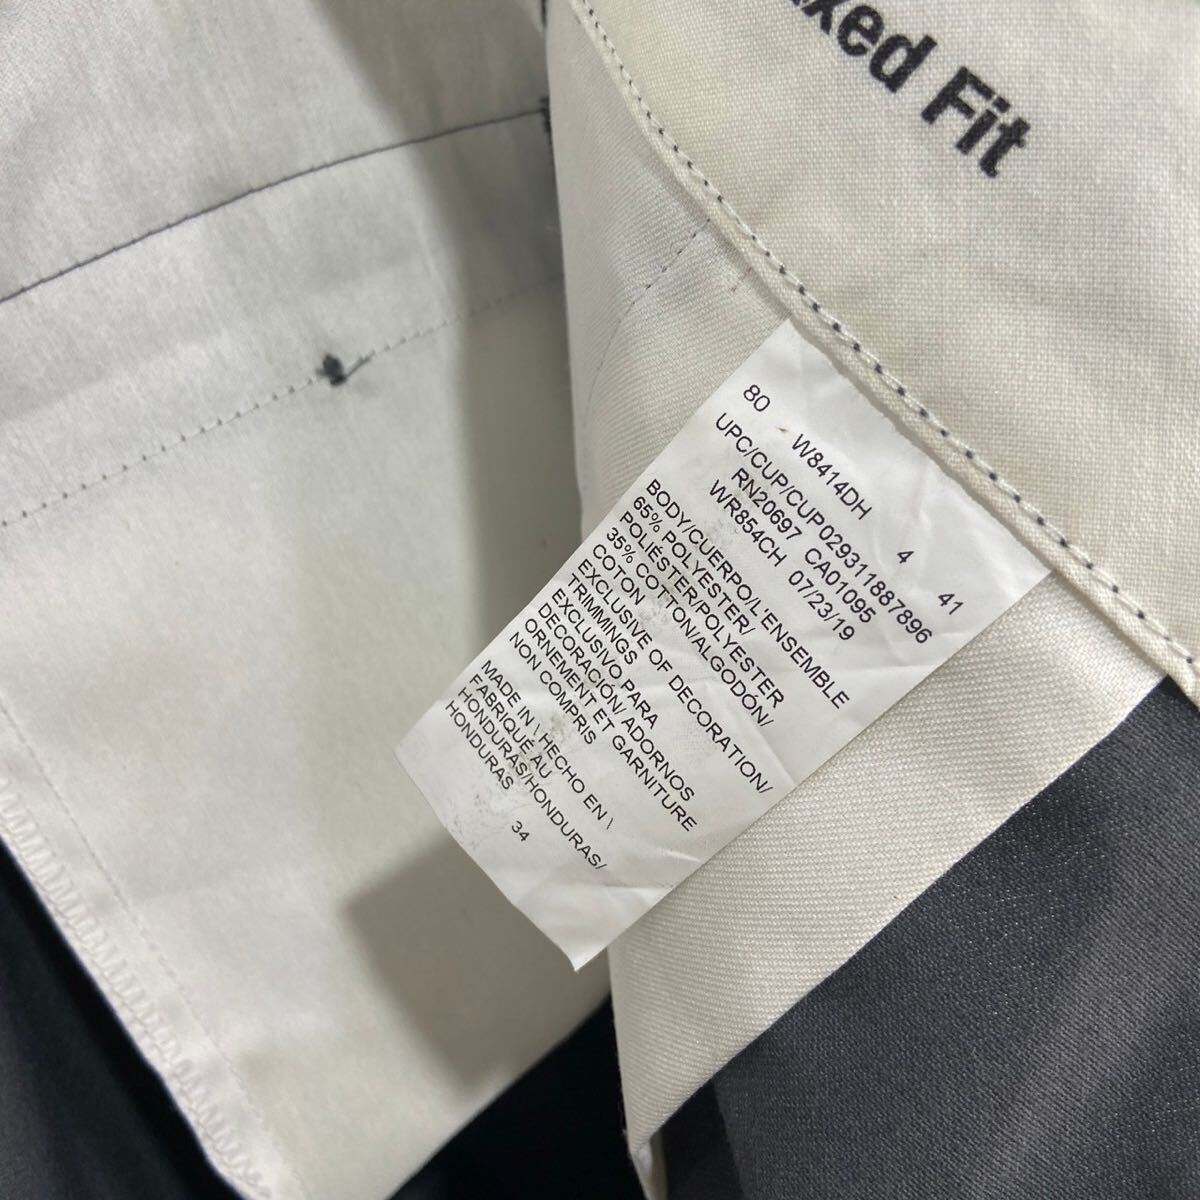 xed Fit
80 W8414DH 4 41
UPC/CUP/CUP029311887896
RN20697 CA01095
WR854CH 07/23/19
BODY/CUERPO/L'ENSEMBLE
65% POLYESTER/
POLIÉSTER/POLYESTER
35% COTTON/ALGODÓN/
COTON
EXCLUSIVE OF DECORATION/
TRIMMINGS
EXCLUSIVO PARA
DECORACIÓN/ ADORNOS
ORNEMENT ET GARNITURE
NON COMPRIS
MADE IN \ HECHO EN \
FABRIQUÉ AU
HONDURAS/HONDURAS/
HONDURAS
34